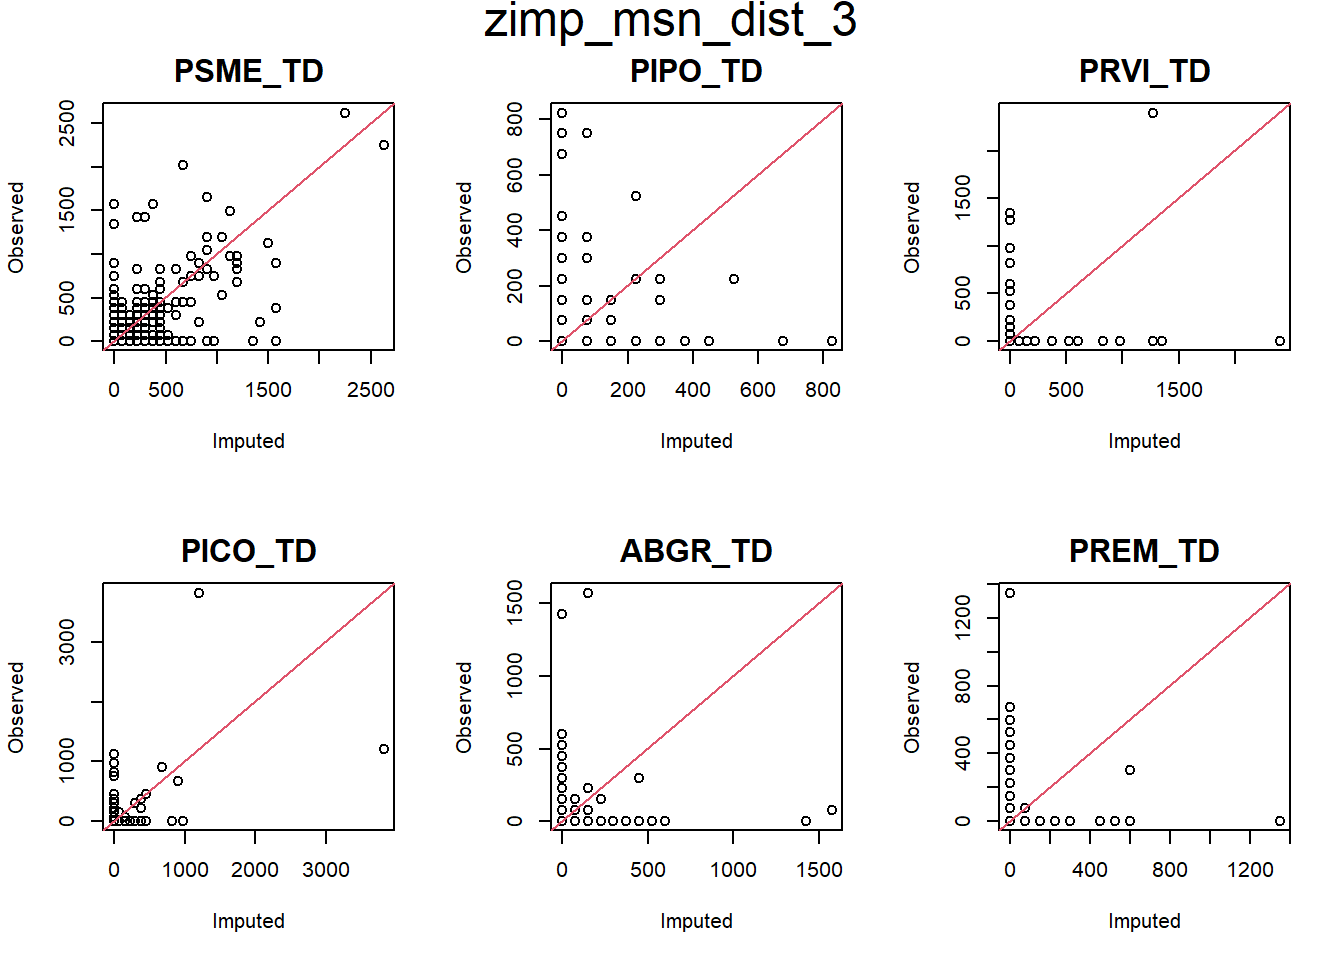 zimp_msn_dist_3
PSME_TD
Observed
0 500 1500 2500
0 500 1500 2500
Imputed
PIPO_TD
Observed
0 200 400 600 800
0 200 400 600 800
Imputed
PRVI_TD
Observed
0 500 1500
0 500 1500
Imputed
PICO_TD
Observed
0 1000 3000
0 1000 2000 3000
Imputed
ABGR_TD
Observed
0 500 1000 1500
0 500 1000 1500
Imputed
PREM_TD
Observed
0 400 800 1200
0 400 800 1200
Imputed